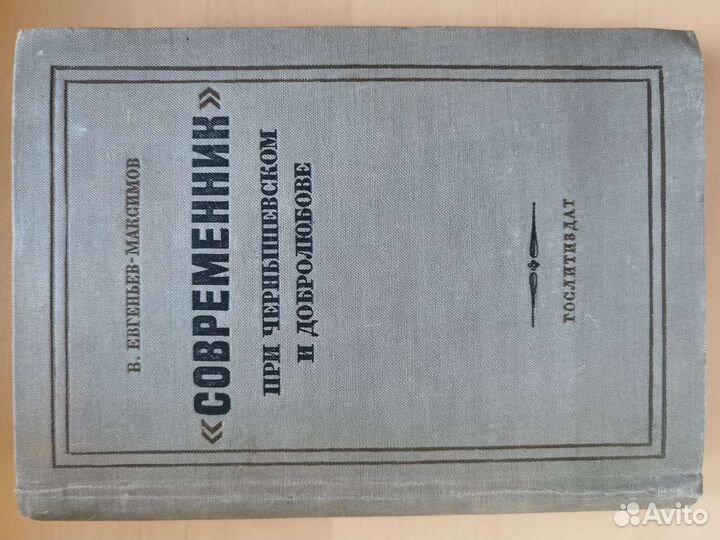 В. ЕВГЕНЬЕВ-МАКСИМОВ
«СОВРЕМЕННИК»
ПРИ ЧЕРНЫШЕВСКОМ
И ДОБРОЛЮБОВЕ
ГОСЛИТИЗДАТ
Avito